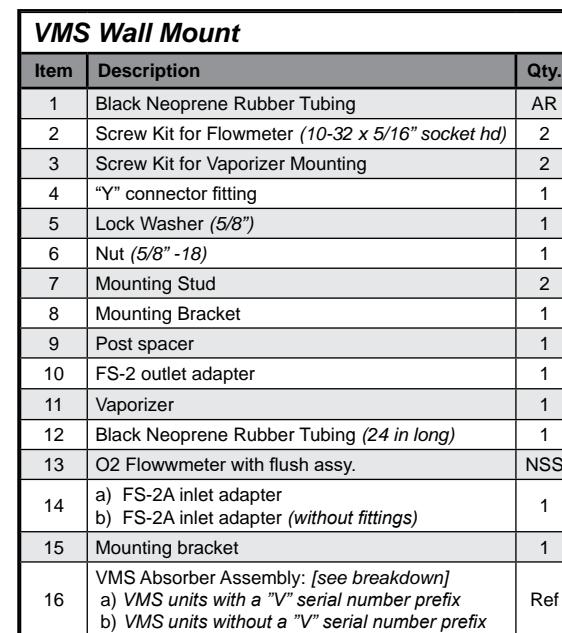 VMS Wall Mount
Item Description Qty.
1 Black Neoprene Rubber Tubing AR
2 Screw Kit for Flowmeter (10-32 x 5/16” socket hd) 2
3 Screw Kit for Vaporizer Mounting 2
4 “Y” connector fitting 1
5 Lock Washer (5/8”) 1
6 Nut (5/8” -18) 1
7 Mounting Stud 2
8 Mounting Bracket 1
9 Post spacer 1
10 FS-2 outlet adapter 1
11 Vaporizer 1
12 Black Neoprene Rubber Tubing (24 in long) 1
13 O2 Flowwmeter with flush assy. NSS
14 a) FS-2A inlet adapter 1
b) FS-2A inlet adapter (without fittings)
15 Mounting bracket 1
VMS Absorber Assembly: [see breakdown]
16 a) VMS units with a ”V” serial number prefix Ref
b) VMS units without a ”V” serial number prefix